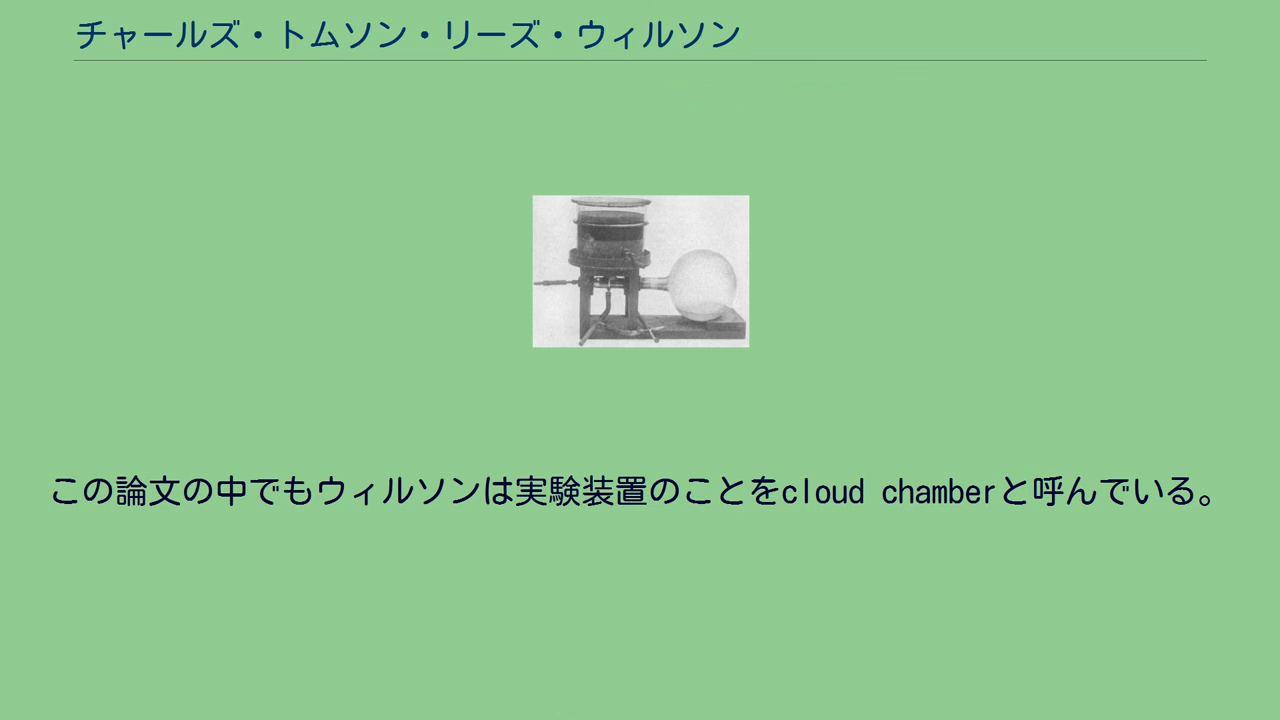 チャールズ・トムソン・リーズ・ウィルソン
この論文の中でもウィルソンは実験装置のことをcloud chamberと呼んでいる。